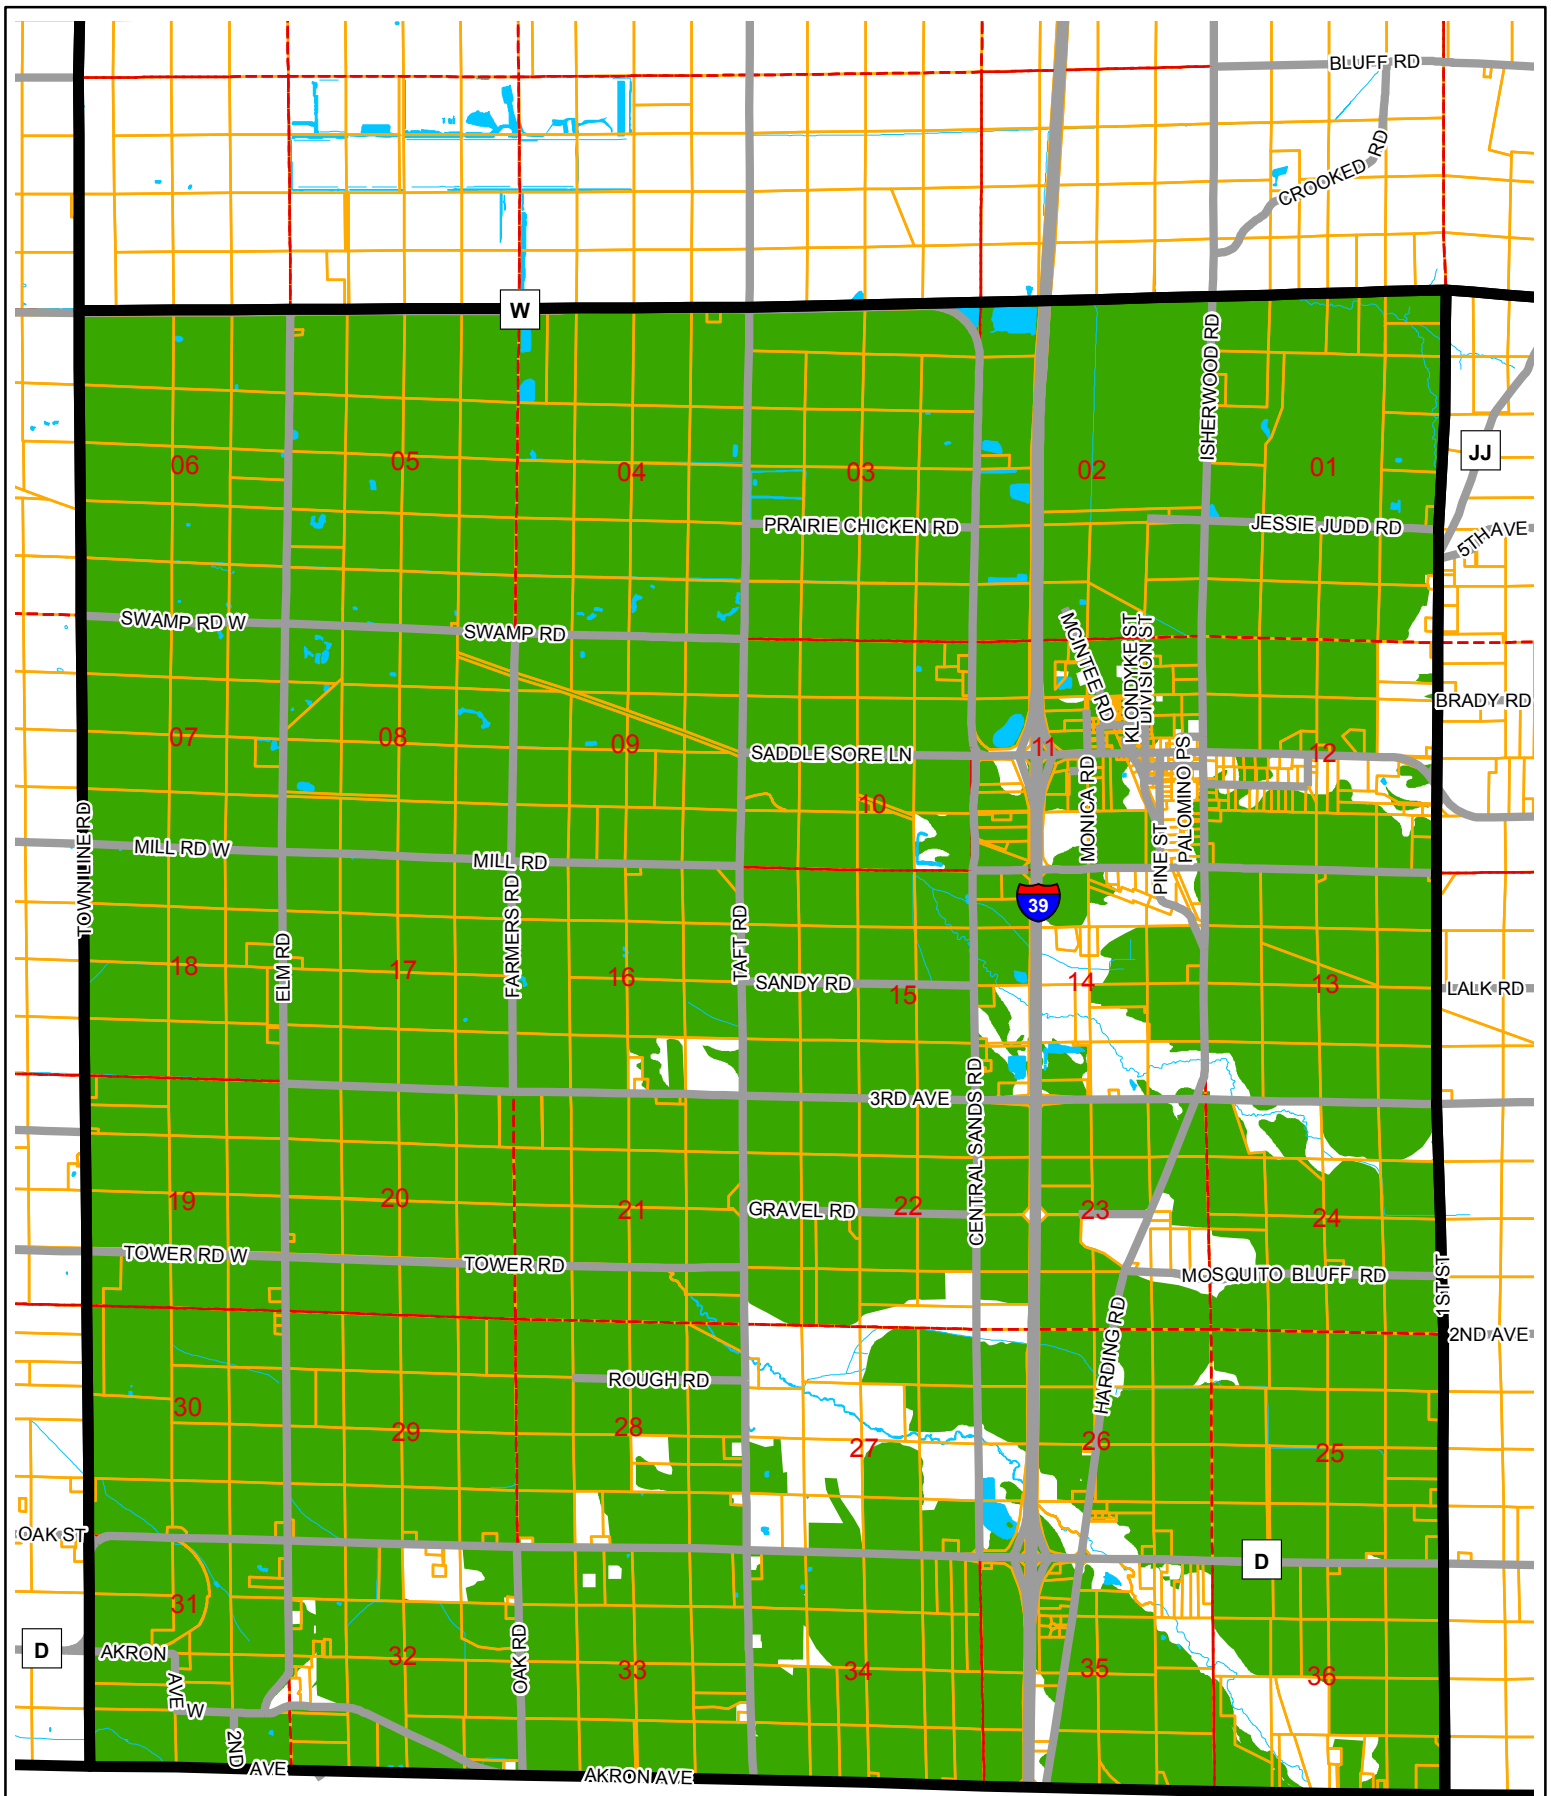 BLUFF RD
CROOKED RD
W
ISHERWOOD RD
JJ
06
05
04
03
02
01
PRAIRIE CHICKEN RD
JESSIE JUDD RD
5TH AVE
SWAMP RD W
SWAMP RD
MCINTEE RD
KLONDYKE ST
DIVISION ST
BRADY RD
07
08
09
SADDLE SORE LN
11
12
10
MONICA RD
PALOMINO PS
PINE ST
TOWN LINE RD
MILL RD W
MILL RD
39
FARMERS RD
TAFT RD
ELM RD
18
17
16
SANDY RD
15
14
13
LALK RD
CENTRAL SANDS RD
3RD AVE
19
20
21
GRAVEL RD
22
23
24
TOWER RD W
TOWER RD
MOSQUITO BLUFF RD
1ST ST
HARDING RD
2ND AVE
ROUGH RD
30
29
28
27
26
25
OAK ST
D
31
D
AKRON AVE W
32
OAK RD
33
34
35
36
2ND AVE
AKRON AVE